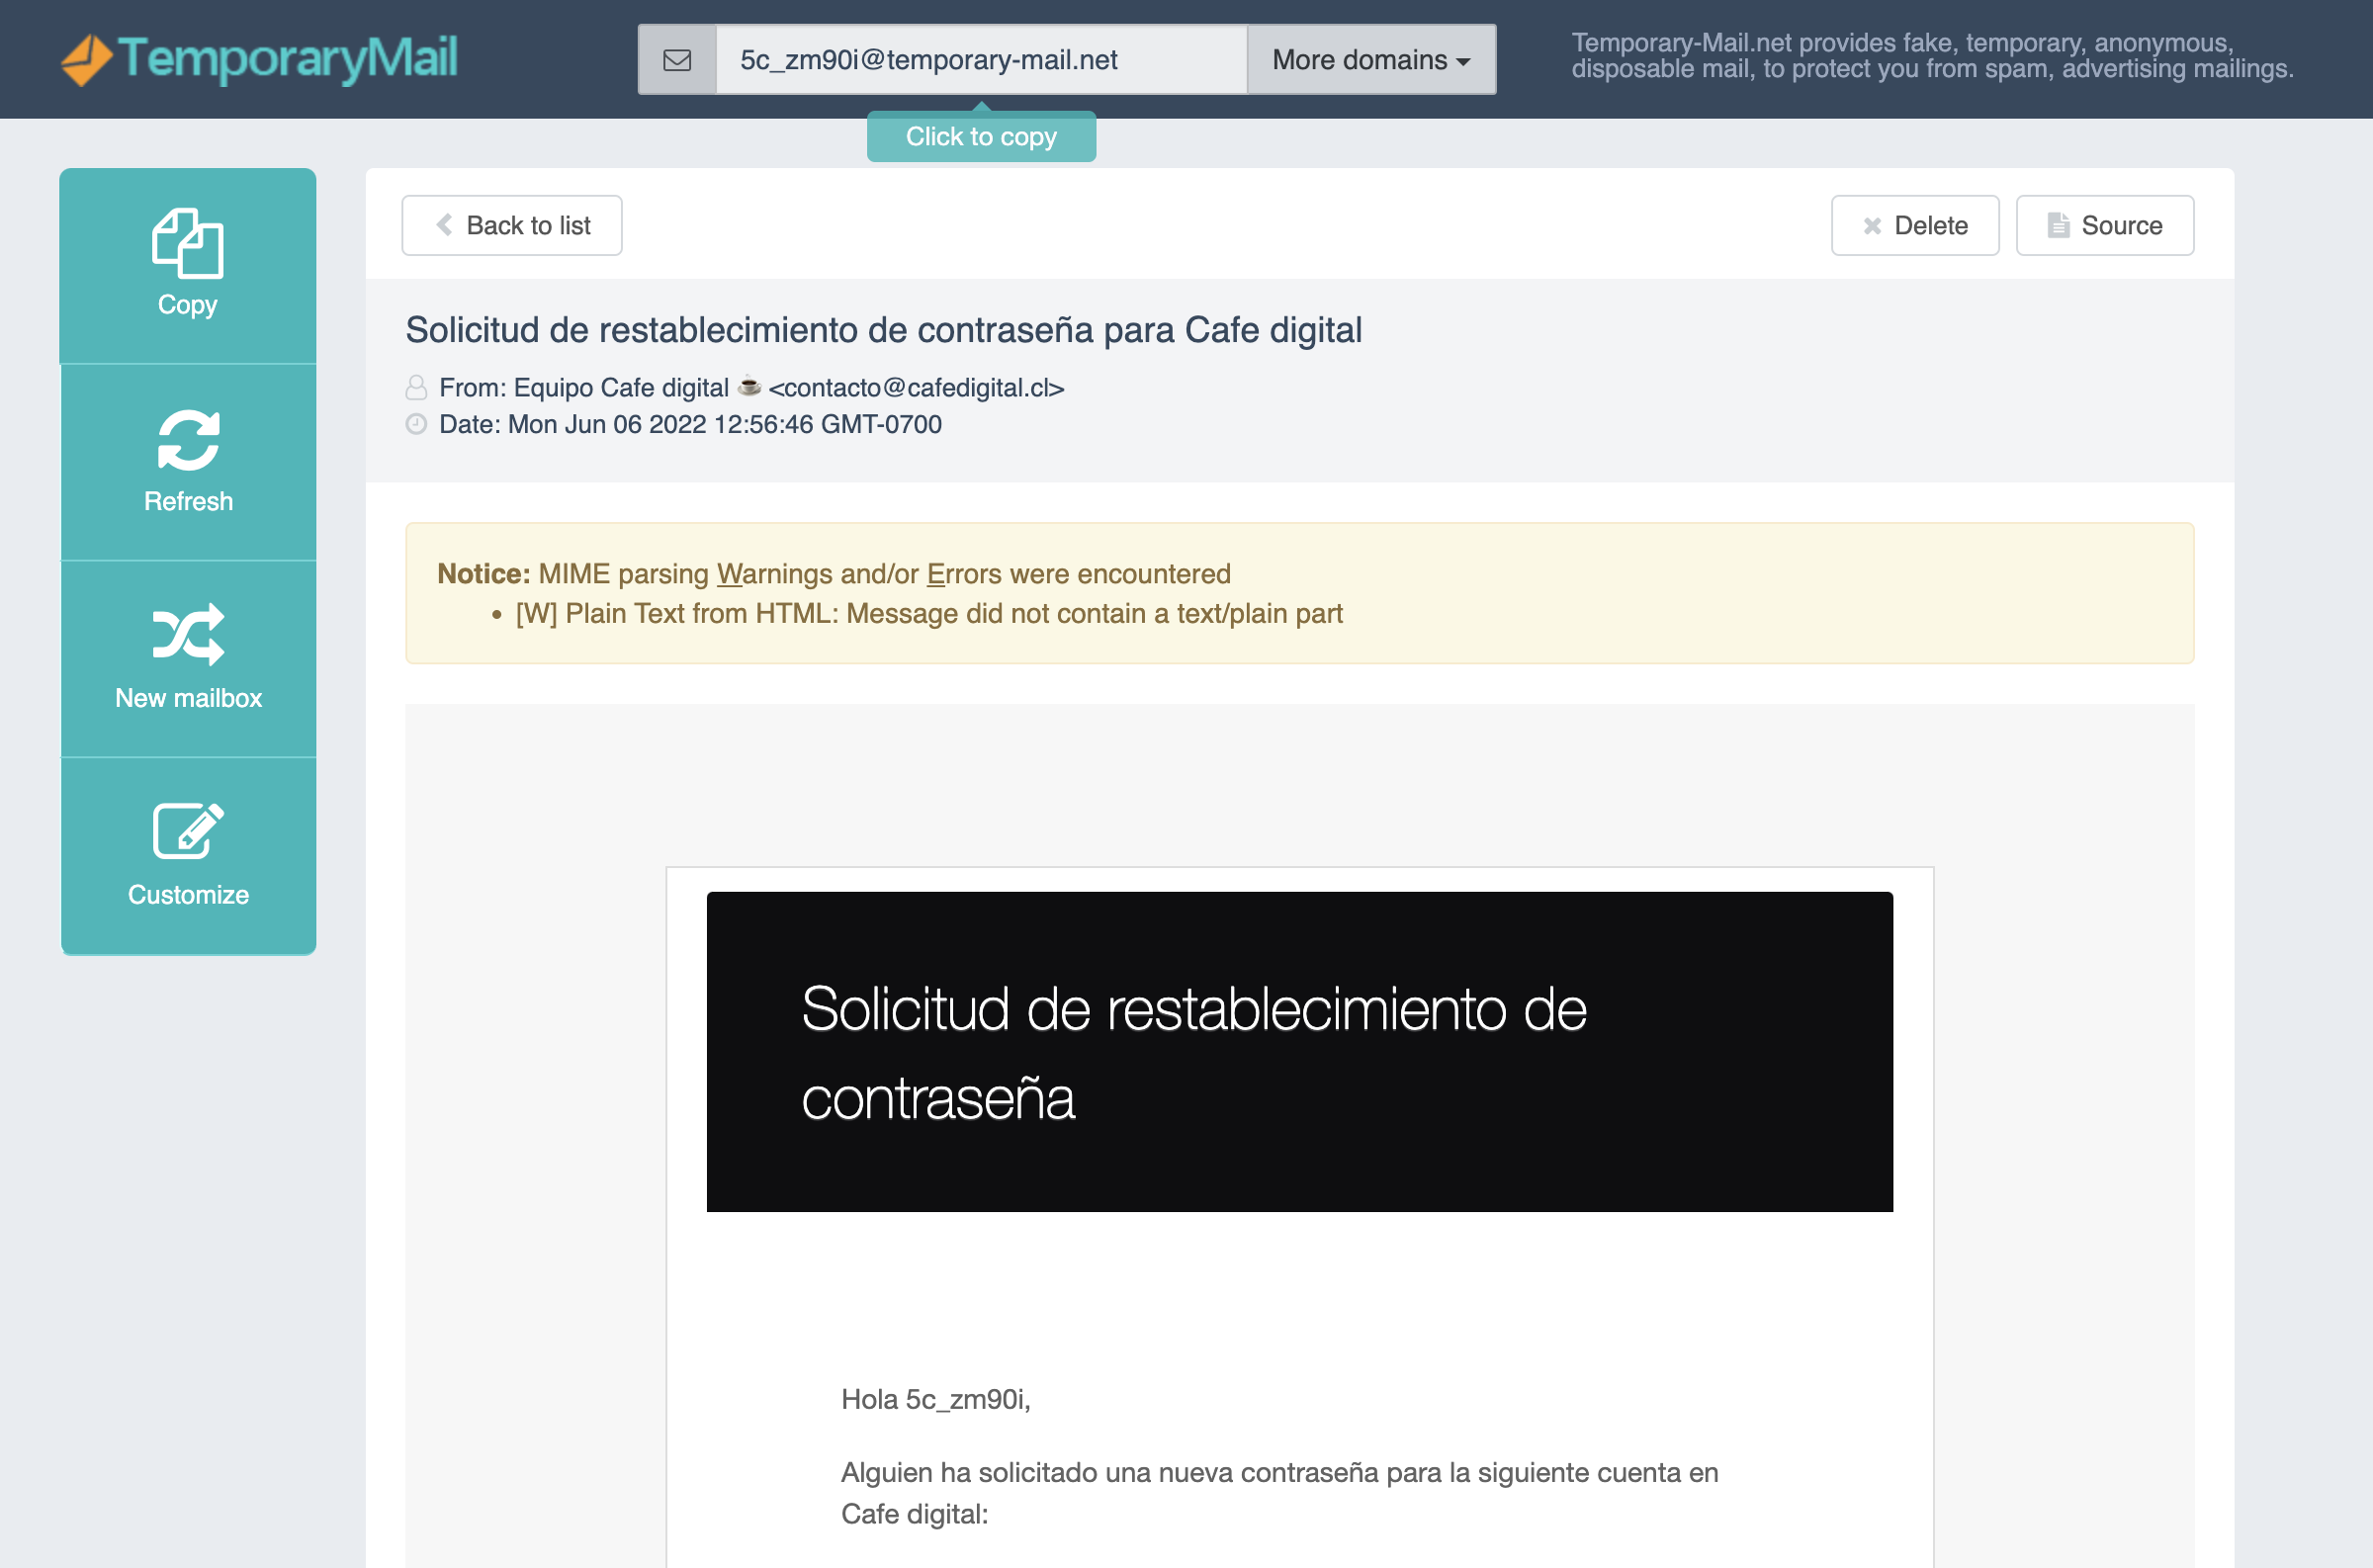 TemporaryMail
5c_zm90i@temporary-mail.net
More domains
Temporary-Mail.net provides fake, temporary, anonymous,
disposable mail, to protect you from spam, advertising mailings.
Click to copy
Copy
Refresh
New mailbox
Customize
Back to list
Delete
Source
Solicitud de restablecimiento de contraseña para Cafe digital
From: Equipo Cafe digital ☕ <contacto@cafedigital.cl>
Date: Mon Jun 06 2022 12:56:46 GMT-0700
Notice: MIME parsing Warnings and/or Errors were encountered
• [W] Plain Text from HTML: Message did not contain a text/plain part
Solicitud de restablecimiento de
contraseña
Hola 5c_zm90i,
Alguien ha solicitado una nueva contraseña para la siguiente cuenta en
Cafe digital: